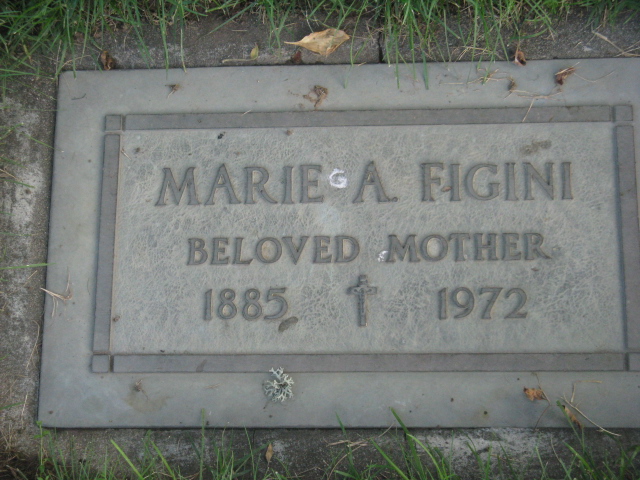 MARIE A. FIGINI
BELOVED MOTHER
1885 1972